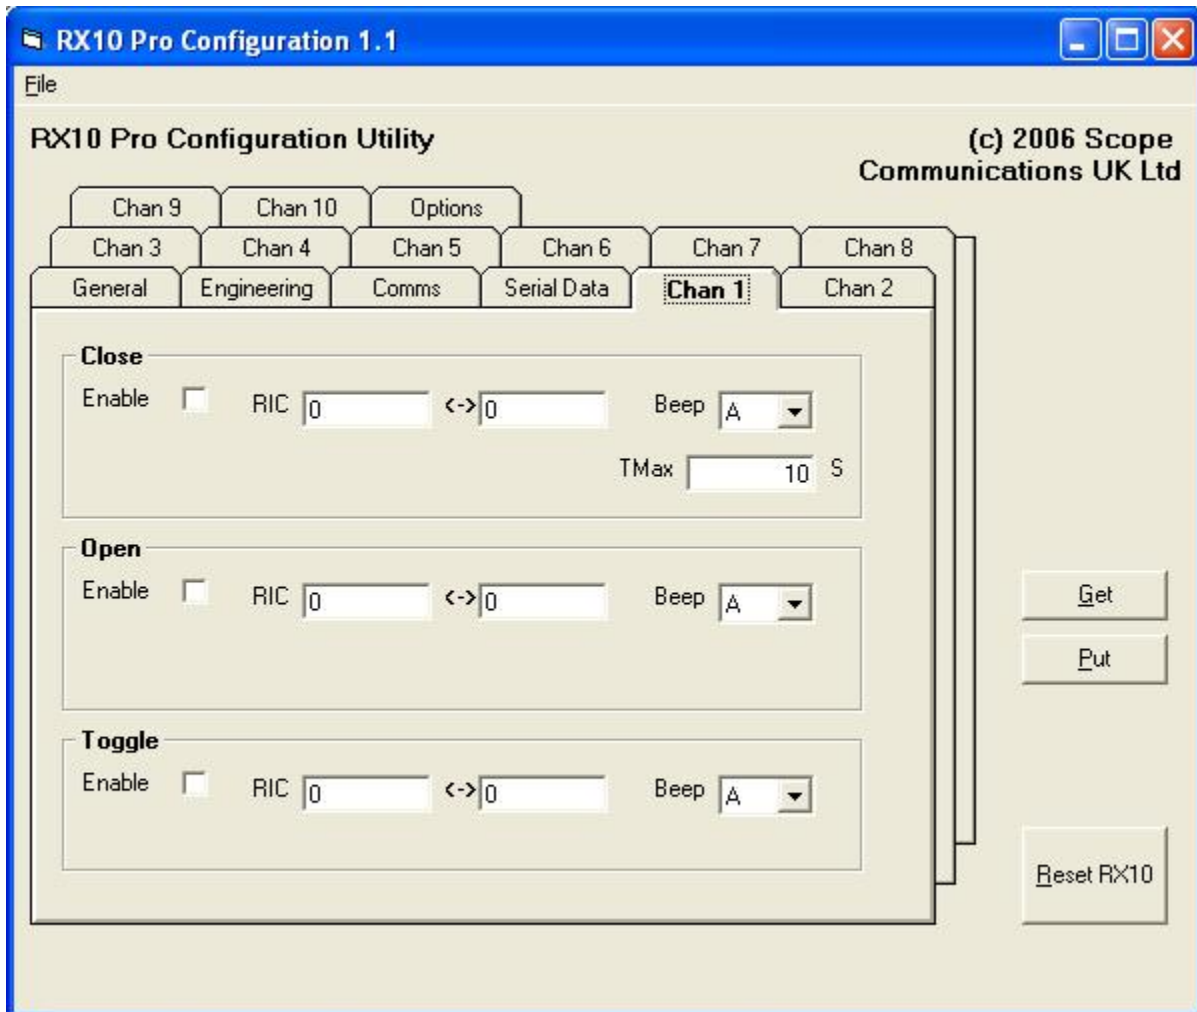 RX10 Pro Configuration 1.1
File
RX10 Pro Configuration Utility
(c) 2006 Scope
Communications UK Ltd
Chan 9 Chan 10 Options
Chan 3 Chan 4 Chan 5 Chan 6 Chan 7 Chan 8
General Engineering Comms Serial Data Chan 1 Chan 2
Close
Enable RIC 0 <-> 0 Beep A
TMax 10 S
Open
Enable RIC 0 <-> 0 Beep A
Toggle
Enable RIC 0 <-> 0 Beep A
Get
Put
Reset RX10